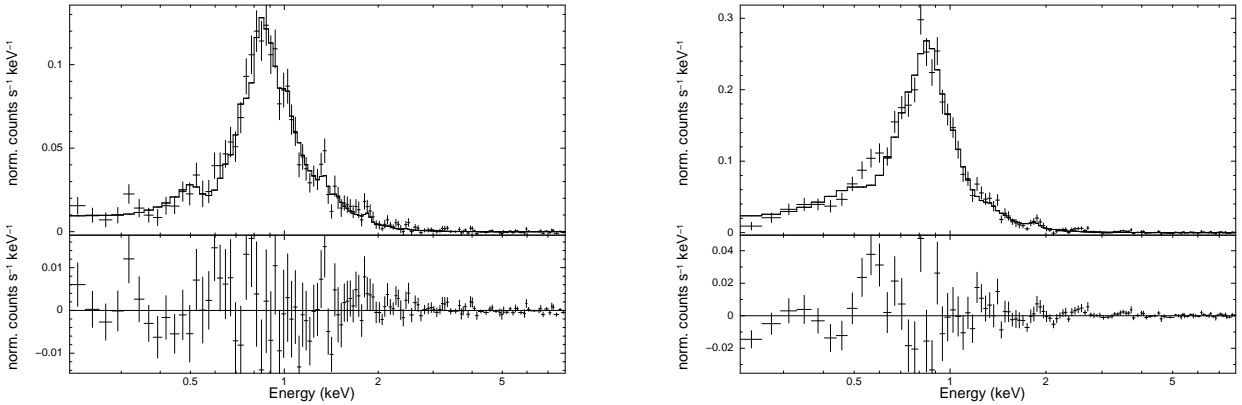 norm. counts s⁻¹ keV⁻¹
0.1
0.05
0
norm. counts s⁻¹ keV⁻¹
0.01
0
−0.01
0.5 1 2 5
Energy (keV)
norm. counts s⁻¹ keV⁻¹
0.3
0.2
0.1
0
norm. counts s⁻¹ keV⁻¹
0.04
0.02
0
−0.02
0.5 1 2 5
Energy (keV)